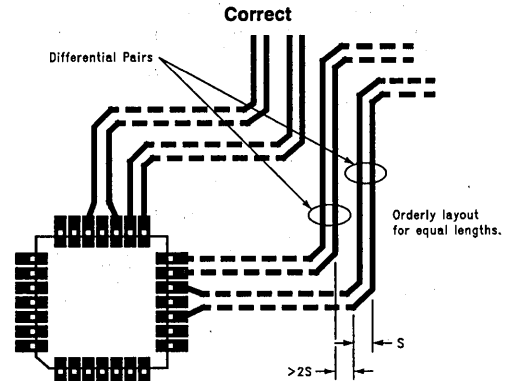 Correct
Differential Pairs
Orderly layout
for equal lengths.
S
>2S